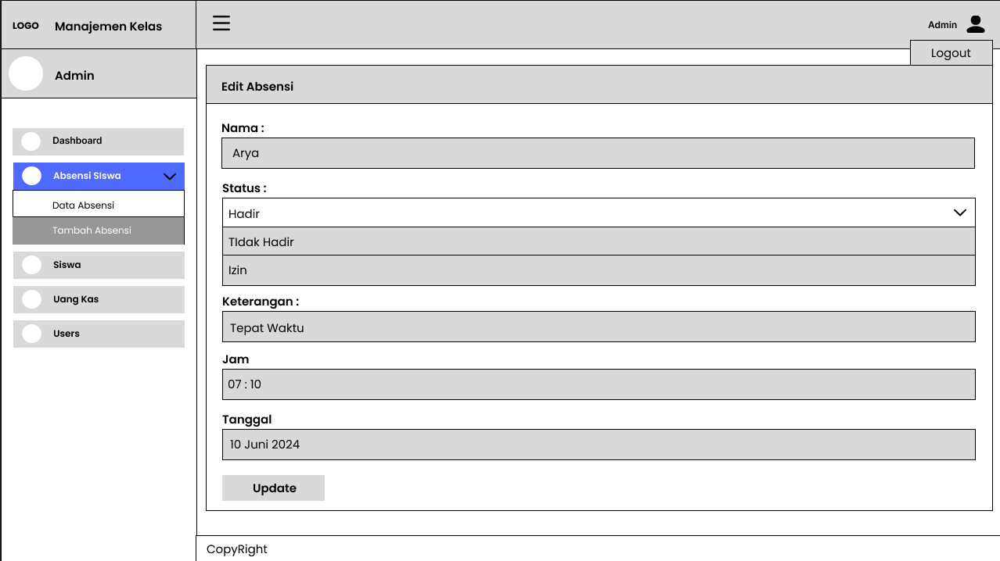 LOGO
Manajemen Kelas
Admin
Logout
Admin
Dashboard
Absensi SIswa
Data Absensi
Tambah Absensi
Siswa
Uang Kas
Users
Edit Absensi
Nama :
Arya
Status :
Hadir
TIdak Hadir
Izin
Keterangan :
Tepat Waktu
Jam
07 : 10
Tanggal
10 Juni 2024
Update
CopyRight